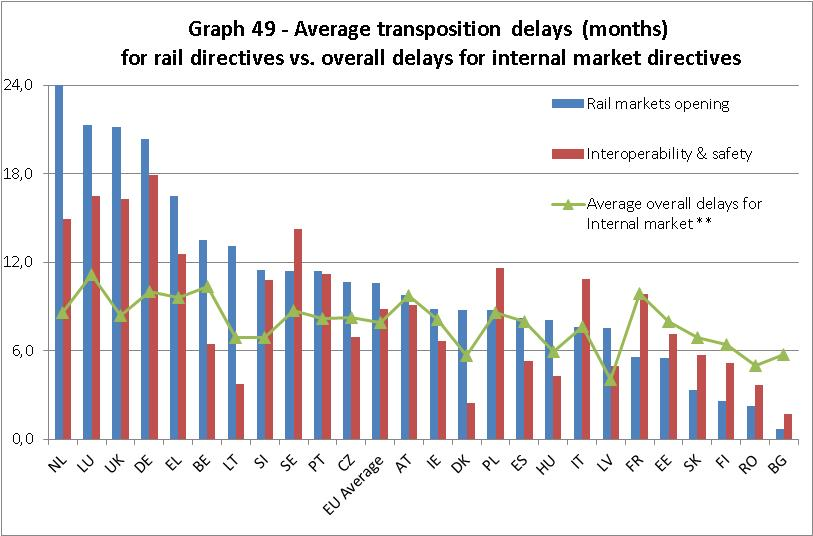 Graph 49 - Average transposition delays (months)
for rail directives vs. overall delays for internal market directives
24,0
18,0
12,0
6,0
0,0
Rail markets opening
Interoperability & safety
Average overall delays for
Internal market **
NL
LU
UK
DE
EL
BE
LT
SI
SE
PT
CZ
EU Average
AT
IE
DK
PL
ES
HU
IT
LV
FR
EE
SK
FI
RO
BG